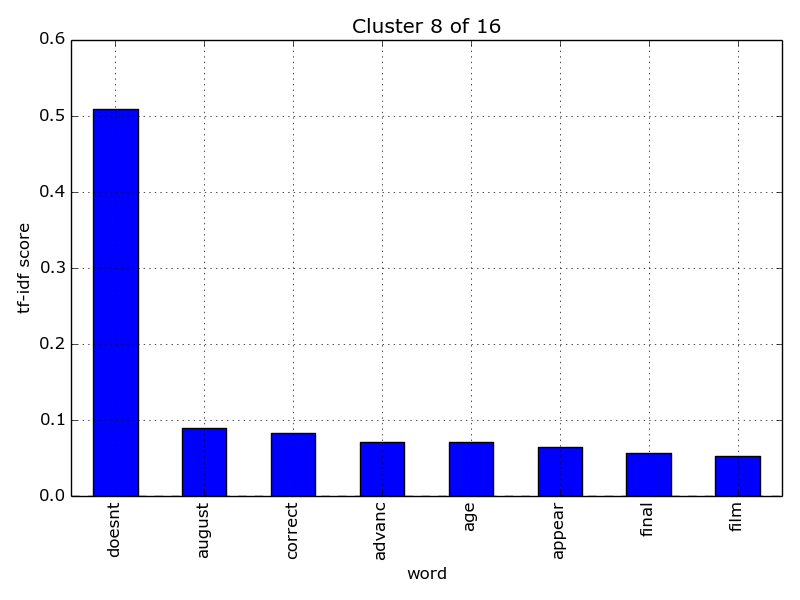 Cluster 8 of 16
0.6
0.5
0.4
0.3
0.2
0.1
0.0
tf-idf score
doesnt
august
correct
advanc
age
appear
final
film
word